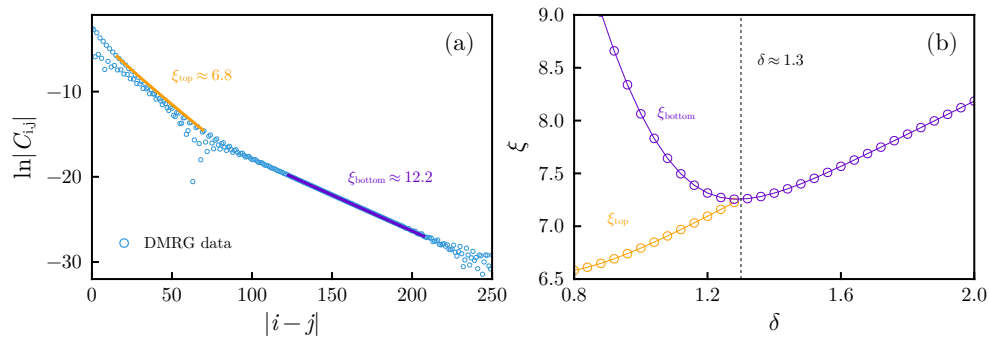 (a)
ξtop ≈ 6.8
ξbottom ≈ 12.2
DMRG data
ln|Ci,j|
−10
−20
−30
0 50 100 150 200 250
|i − j|
(b)
δ ≈ 1.3
ξbottom
ξtop
ξ
9.0
8.5
8.0
7.5
7.0
6.5
0.8 1.2 1.6 2.0
δ